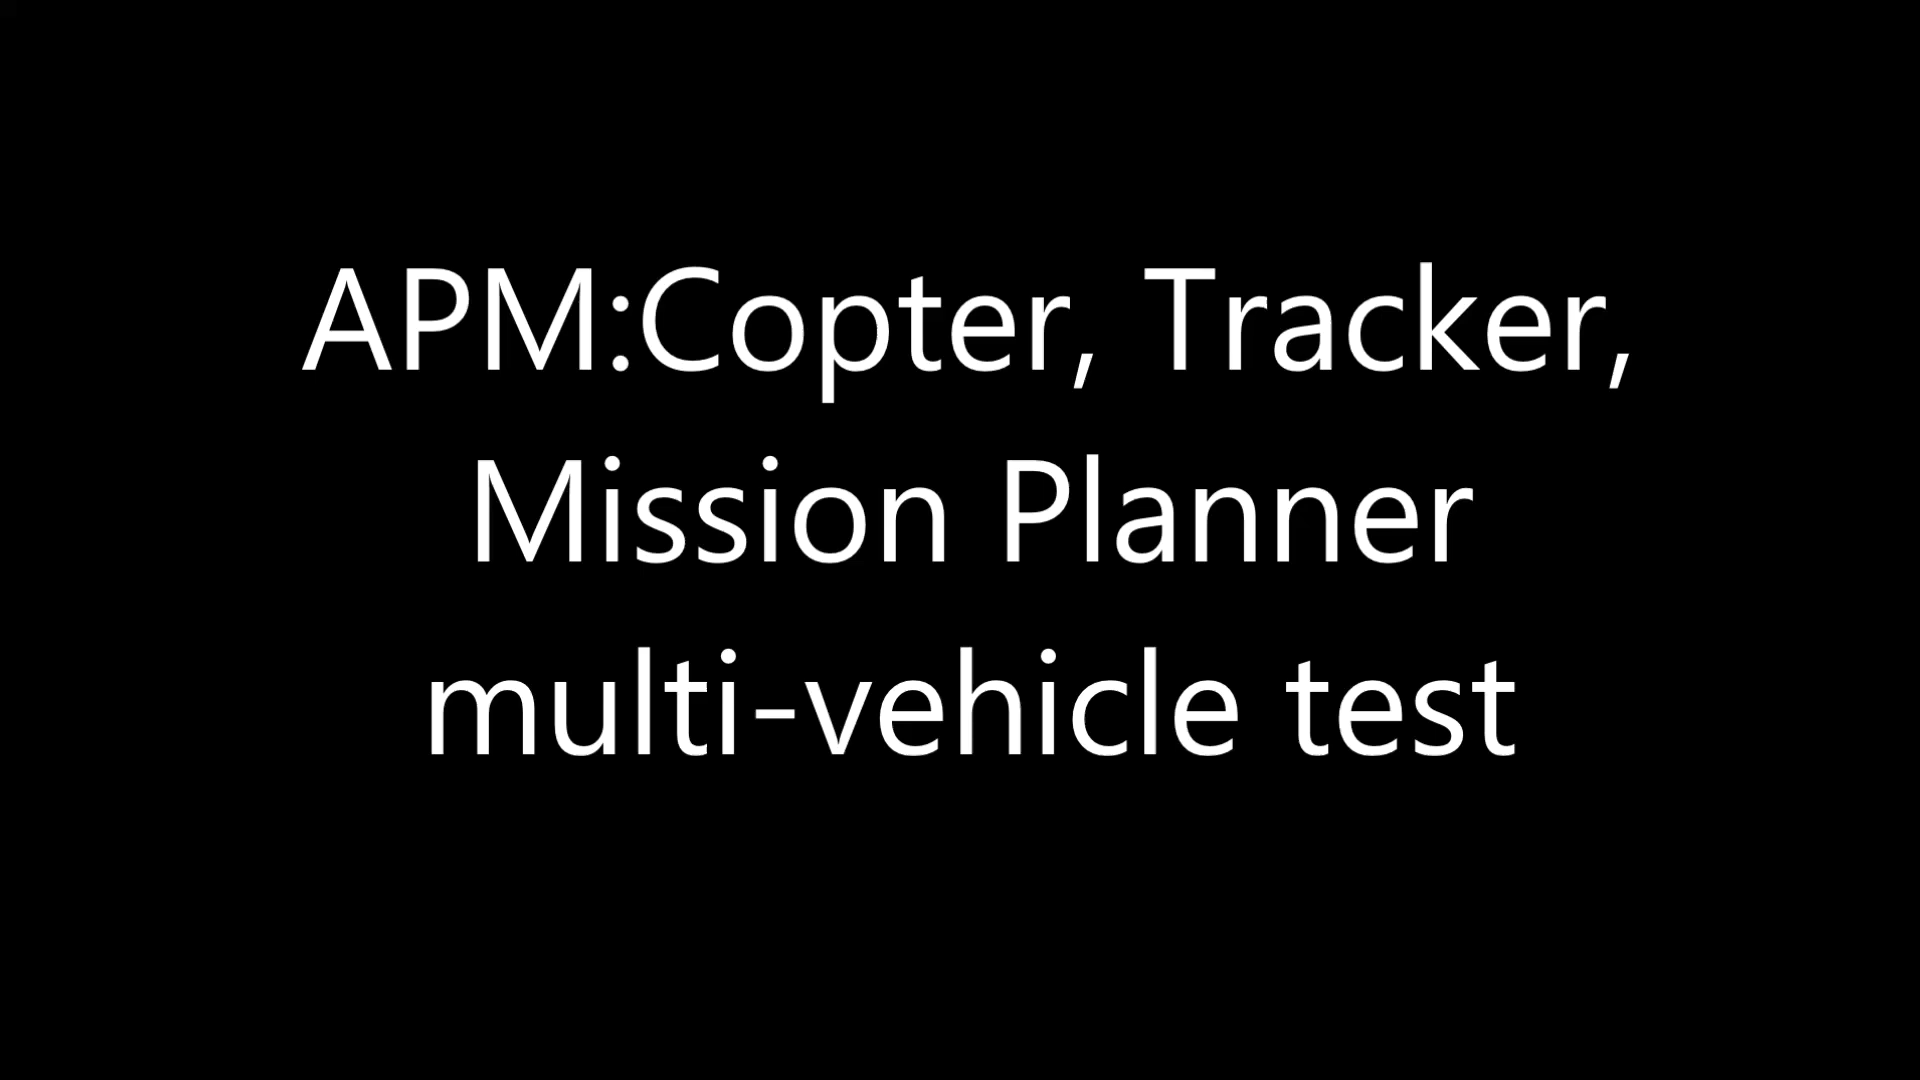 APM:Copter, Tracker,
Mission Planner
multi-vehicle test